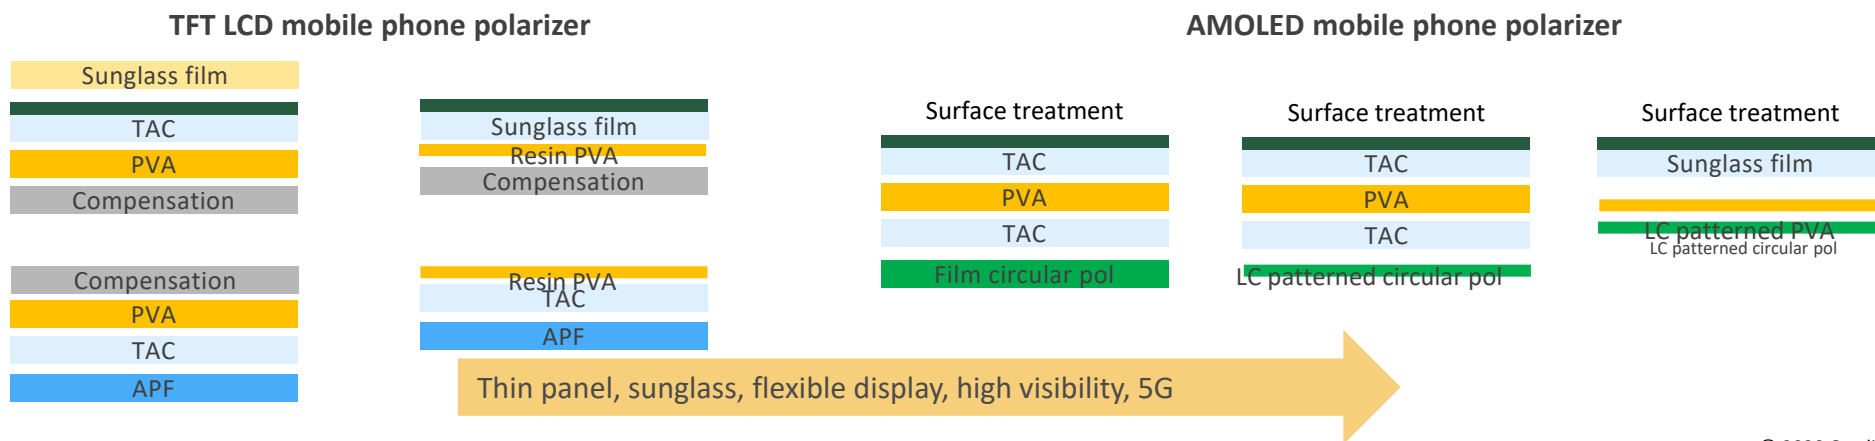 TFT LCD mobile phone polarizer
Sunglass film
TAC
PVA
Compensation
Compensation
PVA
TAC
APF
Sunglass film
Resin PVA
Compensation
Resin PVA
TAC
APF
AMOLED mobile phone polarizer
Surface treatment
TAC
PVA
TAC
Film circular pol
Surface treatment
TAC
PVA
TAC
LC patterned circular pol
Surface treatment
Sunglass film
LC patterned PVA
LC patterned circular pol
Thin panel, sunglass, flexible display, high visibility, 5G